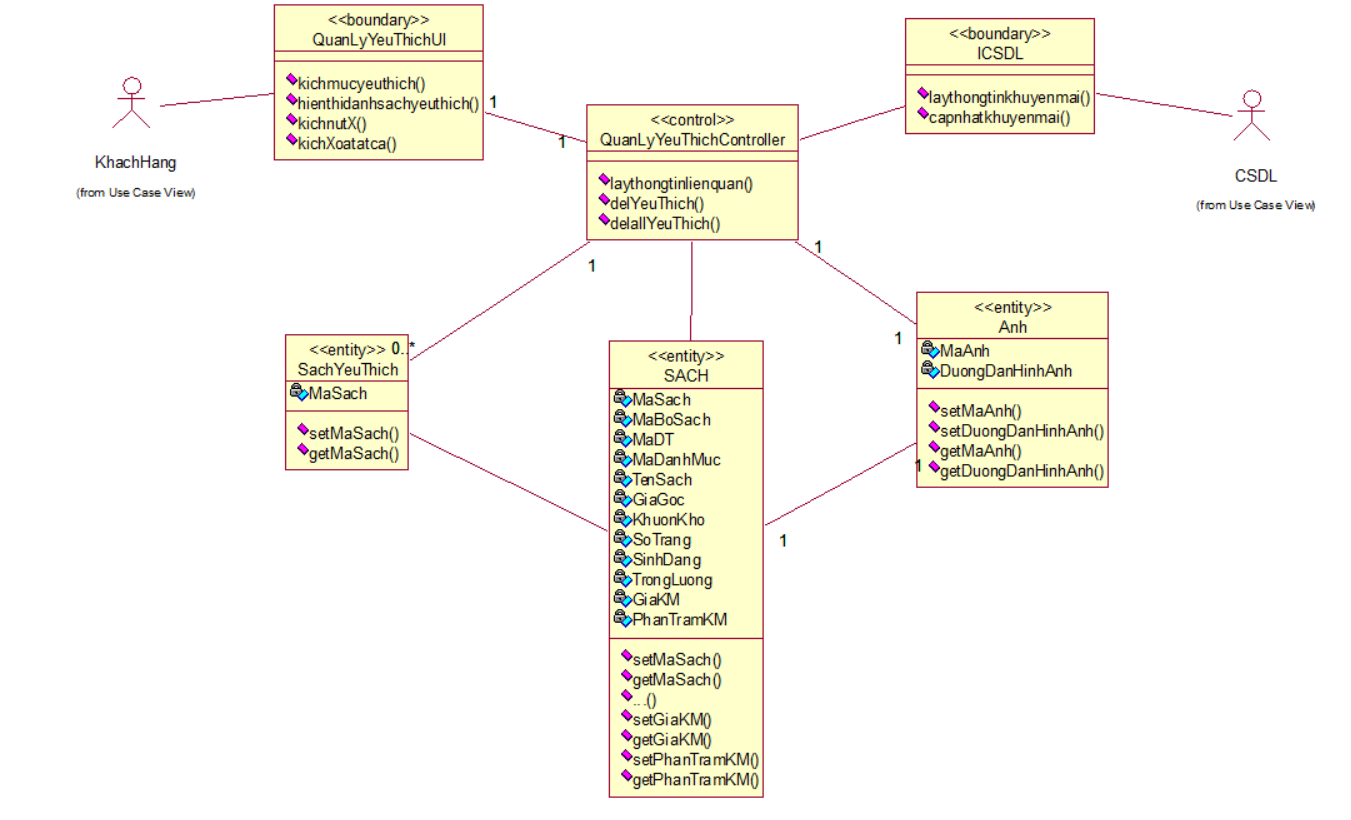 <<boundary>>
QuanLyYeuThichUI
kichmucyeuthich()
hienthidanhsachyeuthich()
kichnutX()
kichXoatatca()
KhachHang
(from Use Case View)
1
1
<<control>>
QuanLyYeuThichController
laythongtinlienquan()
delYeuThich()
delallYeuThich()
<<boundary>>
ICSDL
laythongtinkhuyenmai()
capnhatkhuyenmai()
CSDL
(from Use Case View)
1
1
<<entity>> 0..*
SachYeuThich
MaSach
setMaSach()
getMaSach()
<<entity>>
SACH
MaSach
MaBoSach
MaDT
MaDanhMuc
TenSach
GiaGoc
KhuonKho
SoTrang
SinhDang
TrongLuong
GiaKM
PhanTramKM
setMaSach()
getMaSach()
...()
setGiaKM()
getGiaKM()
setPhanTramKM()
getPhanTramKM()
1
<<entity>>
Anh
MaAnh
DuongDanHinhAnh
setMaAnh()
setDuongDanHinhAnh()
getMaAnh()
getDuongDanHinhAnh()
1
1